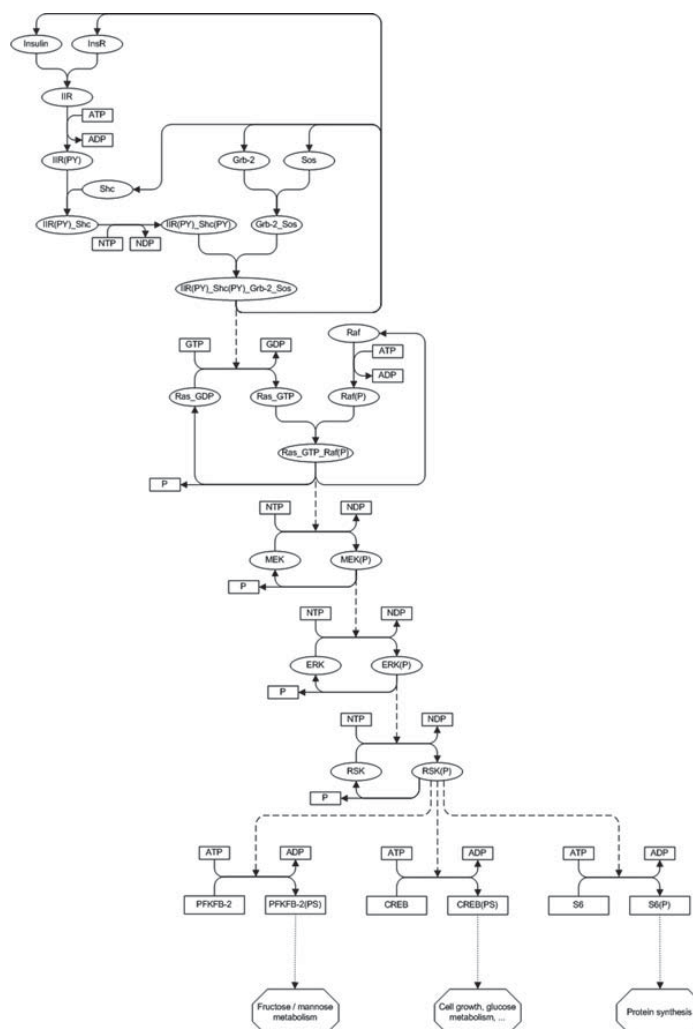 Insulin
InsR
IIR
ATP
ADP
IIR(PY)
Grb-2
Sos
Shc
IIR(PY)_Shc
IIR(PY)_Shc(PY)
Grb-2_Sos
NTP
NDP
IIR(PY)_Shc(PY)_Grb-2_Sos
GTP
GDP
Raf
ATP
ADP
Ras_GDP
Ras_GTP
Raf(P)
Ras_GTP_Raf(P)
P
NTP
NDP
MEK
MEK(P)
P
NTP
NDP
ERK
ERK(P)
P
NTP
NDP
RSK
RSK(P)
P
ATP
ADP
ATP
ADP
ATP
ADP
PFKFB-2
PFKFB-2(PS)
CREB
CREB(PS)
S6
S6(P)
Fructose / mannose
metabolism
Cell growth, glucose
metabolism, ...
Protein synthesis